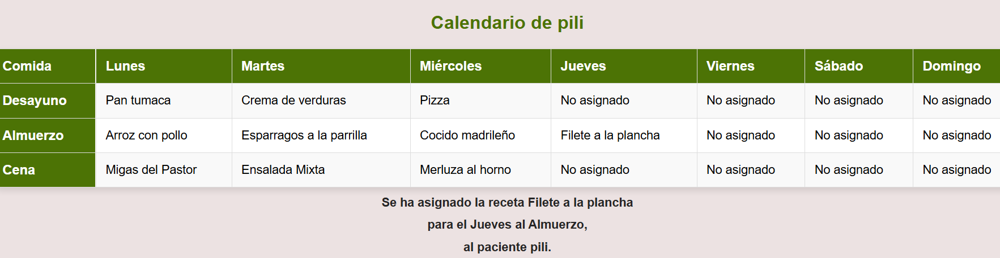 Calendario de pili
Comida Lunes Martes Miércoles Jueves Viernes Sábado Domingo
Desayuno Pan tumaca Crema de verduras Pizza No asignado No asignado No asignado No asignado
Almuerzo Arroz con pollo Esparragos a la parrilla Cocido madrileño Filete a la plancha No asignado No asignado No asignado
Cena Migas del Pastor Ensalada Mixta Merluza al horno No asignado No asignado No asignado No asignado
Se ha asignado la receta Filete a la plancha
para el Jueves al Almuerzo,
al paciente pili.